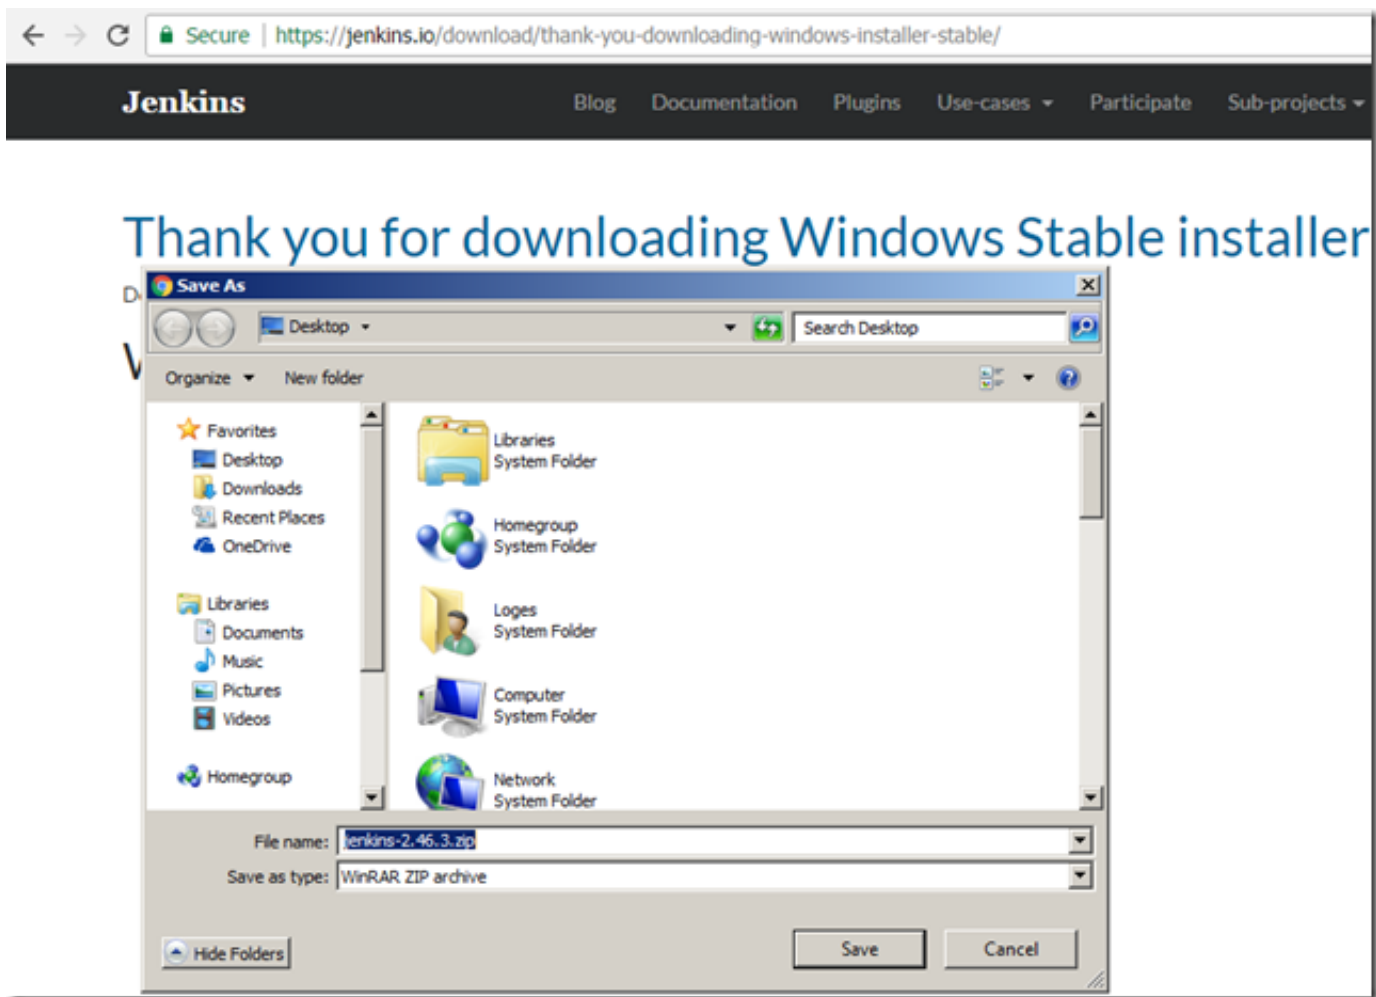 Secure | https://jenkins.io/download/thank-you-downloading-windows-installer-stable/
Jenkins Blog Documentation Plugins Use-cases Participate Sub-projects
Thank you for downloading Windows Stable installer
Save As
Desktop Search Desktop
Organize New folder
Favorites
Desktop
Downloads
Recent Places
OneDrive
Libraries
Documents
Music
Pictures
Videos
Homegroup
Libraries
System Folder
Homegroup
System Folder
Loges
System Folder
Computer
System Folder
Network
System Folder
File name: jenkins-2.46.3.zip
Save as type: WinRAR ZIP archive
Hide Folders Save Cancel